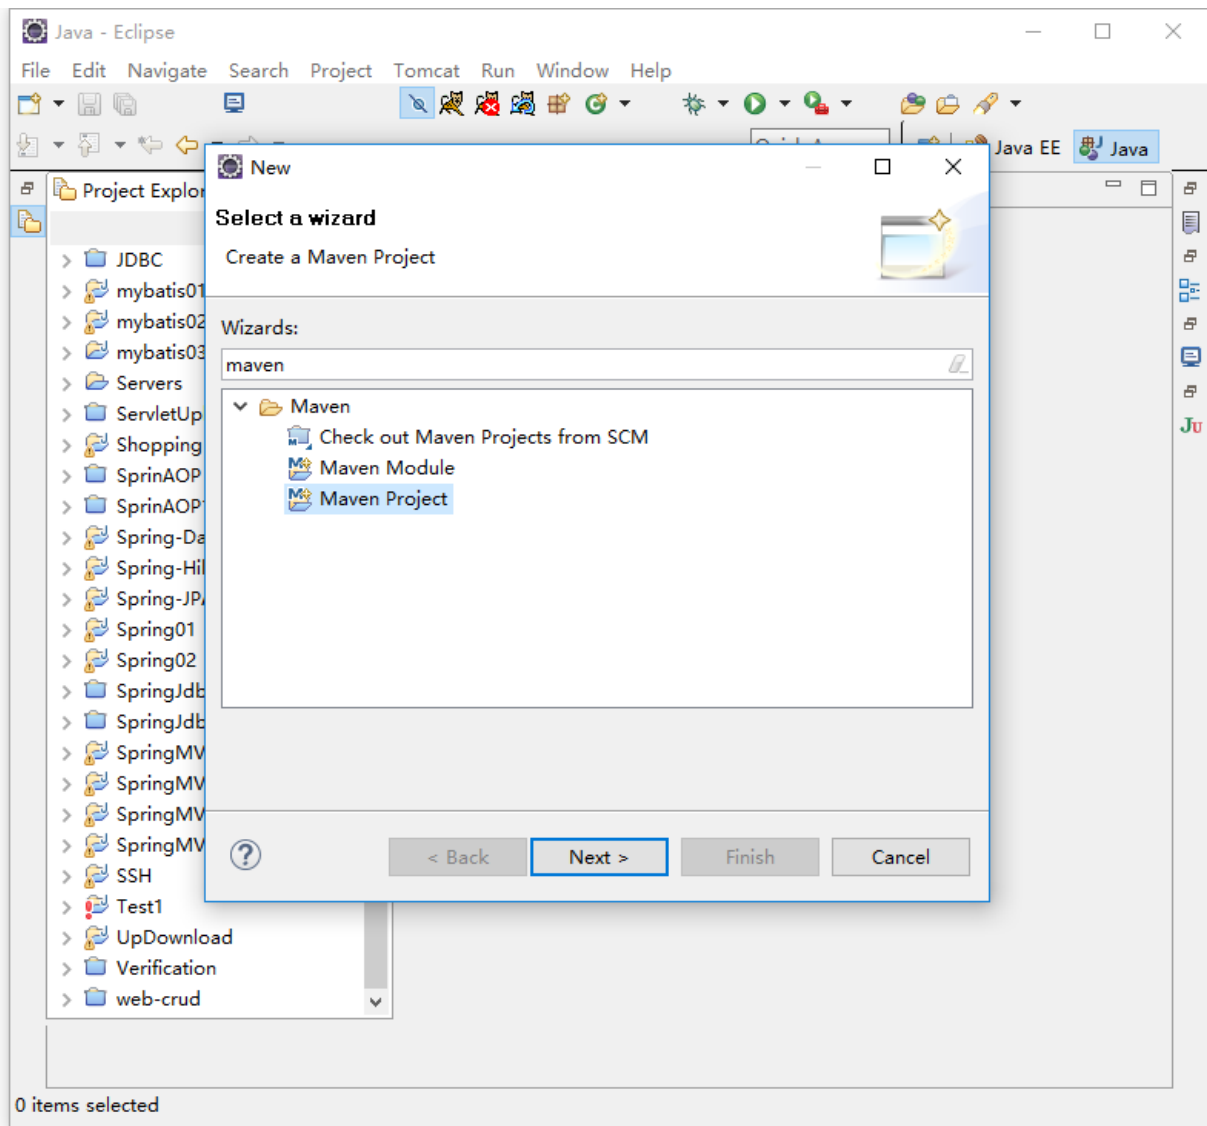 Java - Eclipse
File Edit Navigate Search Project Tomcat Run Window Help
Java EE Java
New
Project Explor
Select a wizard
Create a Maven Project
Wizards:
maven
Maven
Check out Maven Projects from SCM
Maven Module
Maven Project
JDBC
mybatis01
mybatis02
mybatis03
Servers
ServletUp
Shopping
SprinAOP
SprinAOP
Spring-Da
Spring-Hil
Spring-JP
Spring01
Spring02
SpringJdb
SpringJdb
SpringMV
SpringMV
SpringMV
SpringMV
SSH
Test1
UpDownload
Verification
web-crud
< Back Next > Finish Cancel
Ju
0 items selected